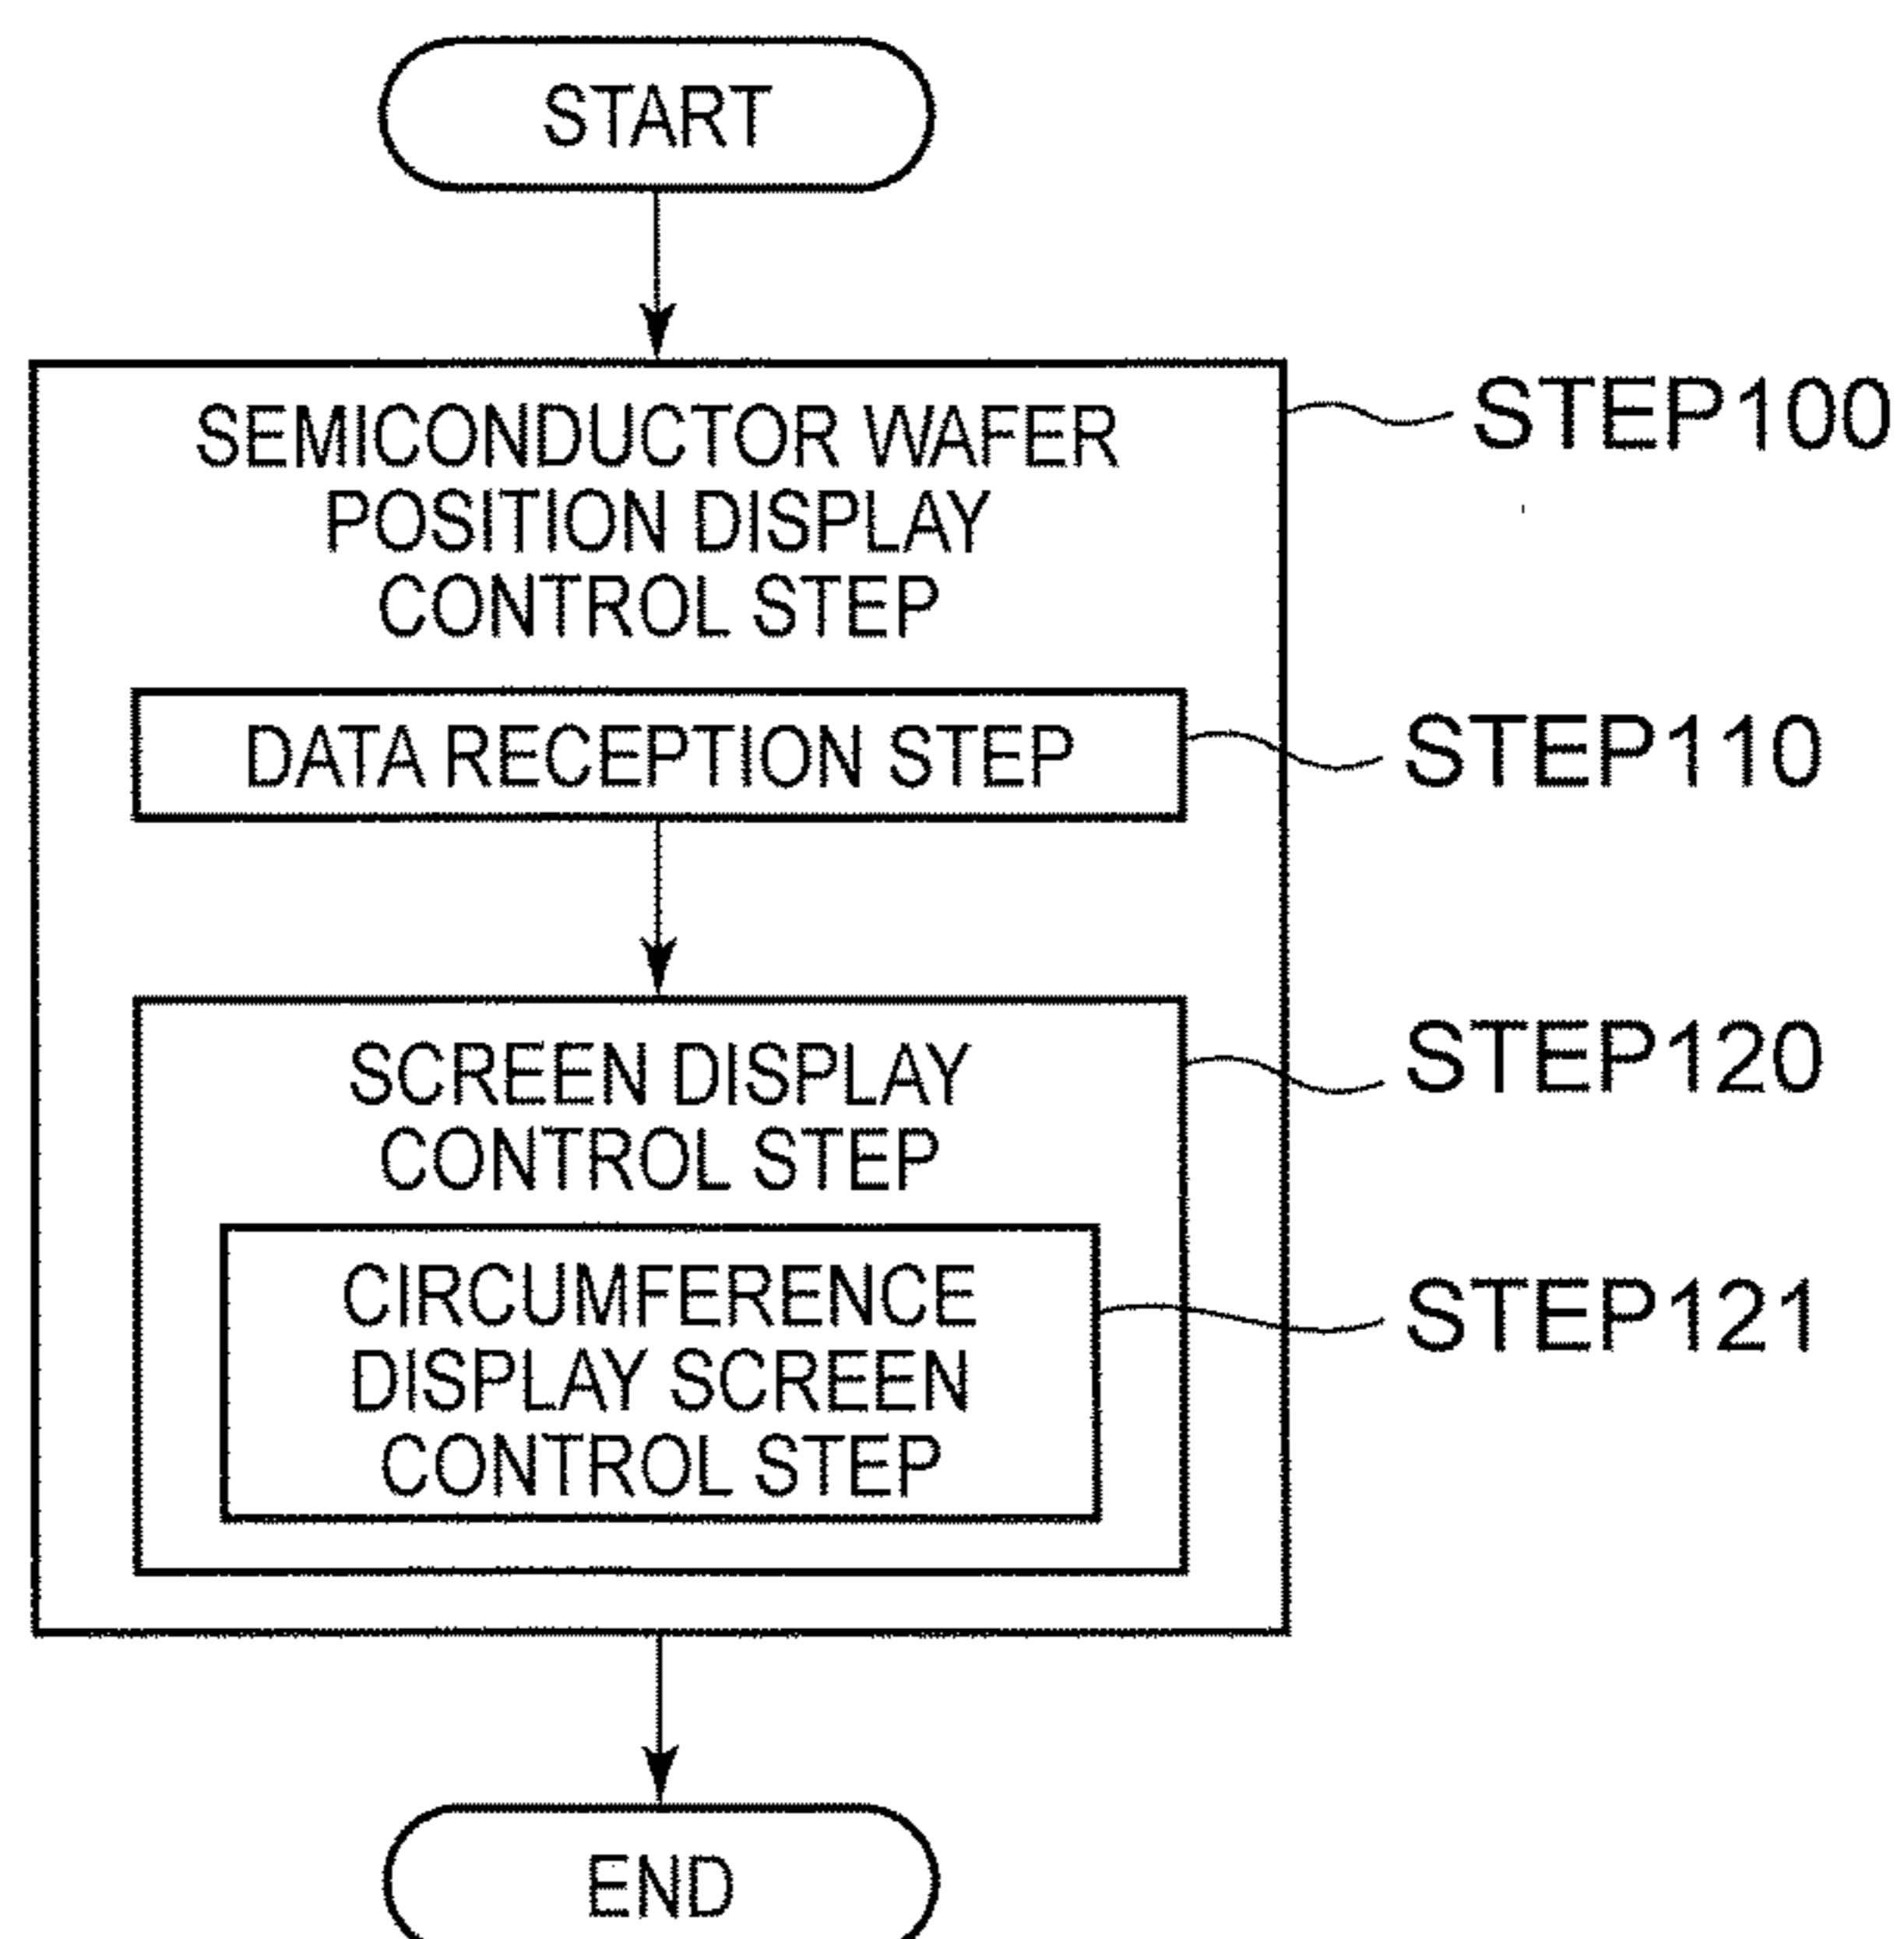 START
SEMICONDUCTOR WAFER
POSITION DISPLAY
CONTROL STEP
STEP100
DATA RECEPTION STEP
STEP110
SCREEN DISPLAY
CONTROL STEP
STEP120
CIRCUMFERENCE
DISPLAY SCREEN
CONTROL STEP
STEP121
END